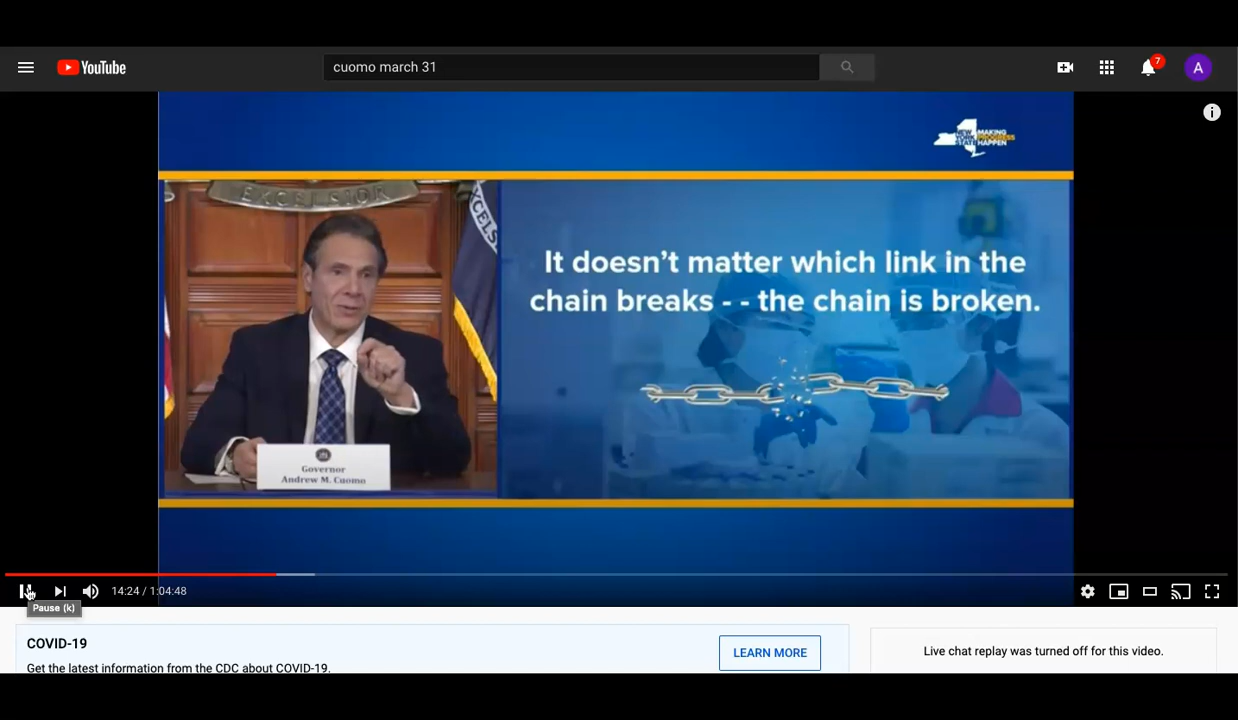 YouTube
cuomo march 31
7
A
NEW YORK STATE
MAKING PROGRESS HAPPEN
EXCELSIOR
EXCELS
It doesn't matter which link in the
chain breaks - - the chain is broken.
Governor
Andrew M. Cuomo
14:24 / 1:04:48
Pause (k)
COVID-19
Get the latest information from the CDC about COVID-19.
LEARN MORE
Live chat replay was turned off for this video.